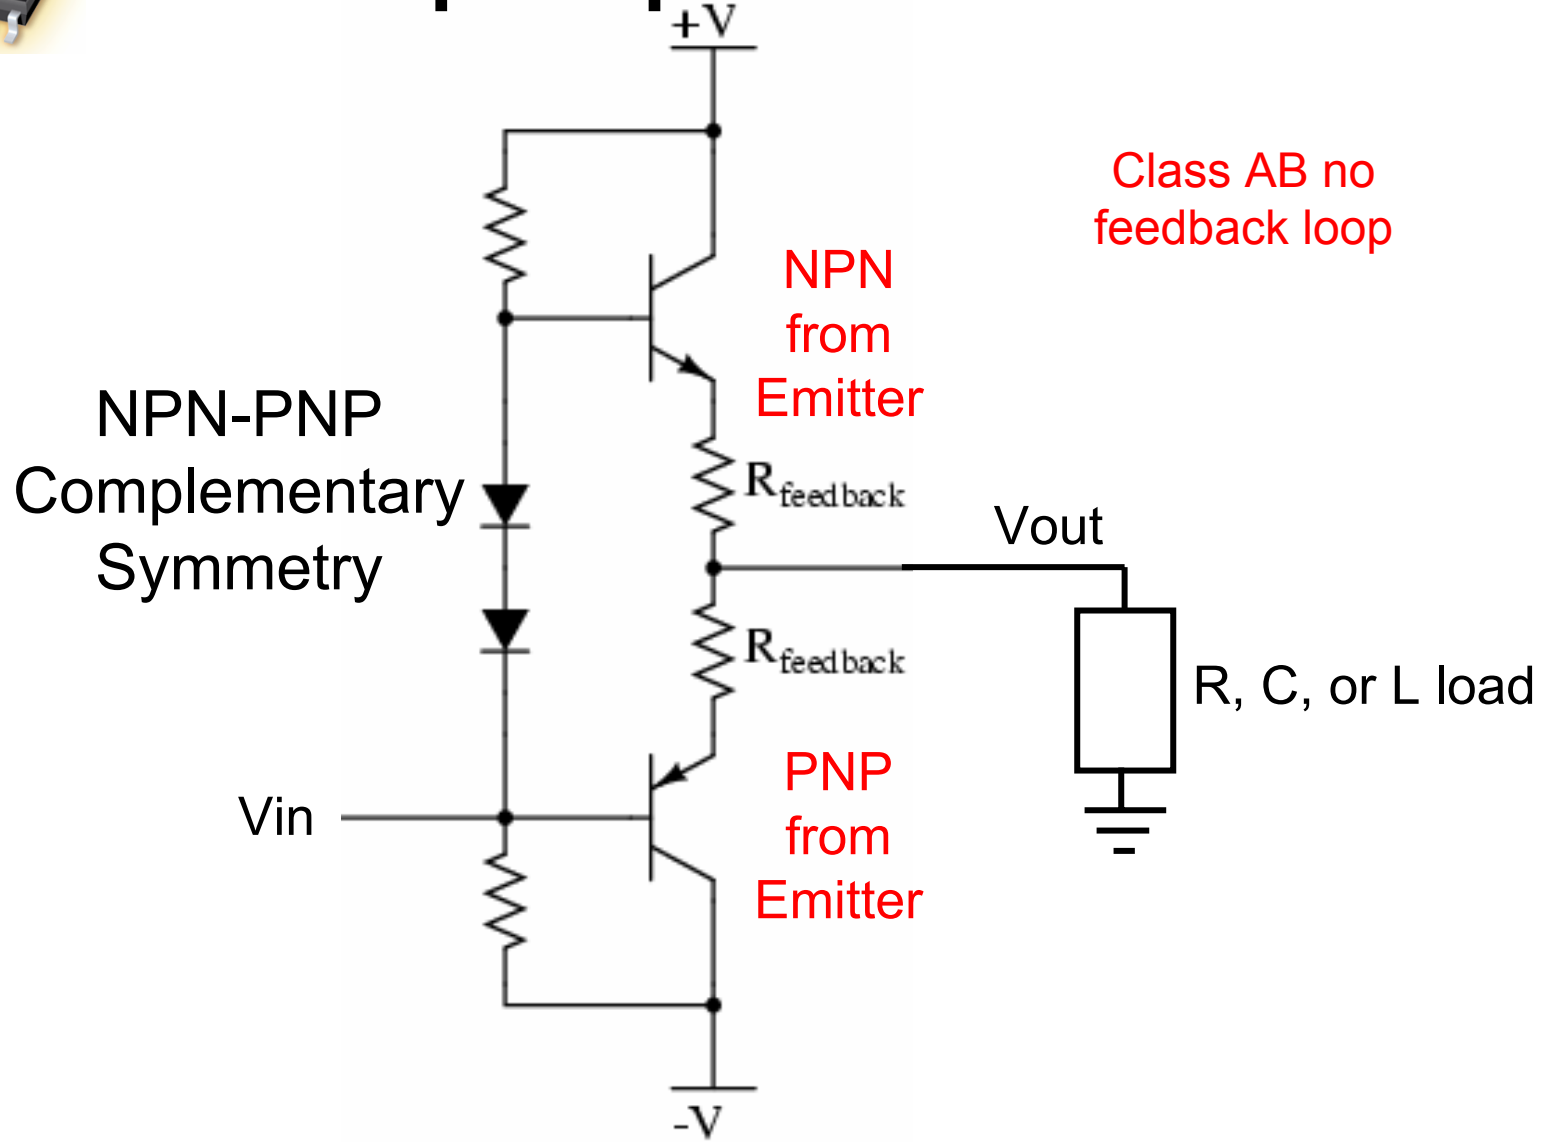 +V
Class AB no
feedback loop
NPN
from
Emitter
NPN-PNP
Complementary
Symmetry
Rfeedback
Vout
Rfeedback
R, C, or L load
PNP
from
Emitter
Vin
-V